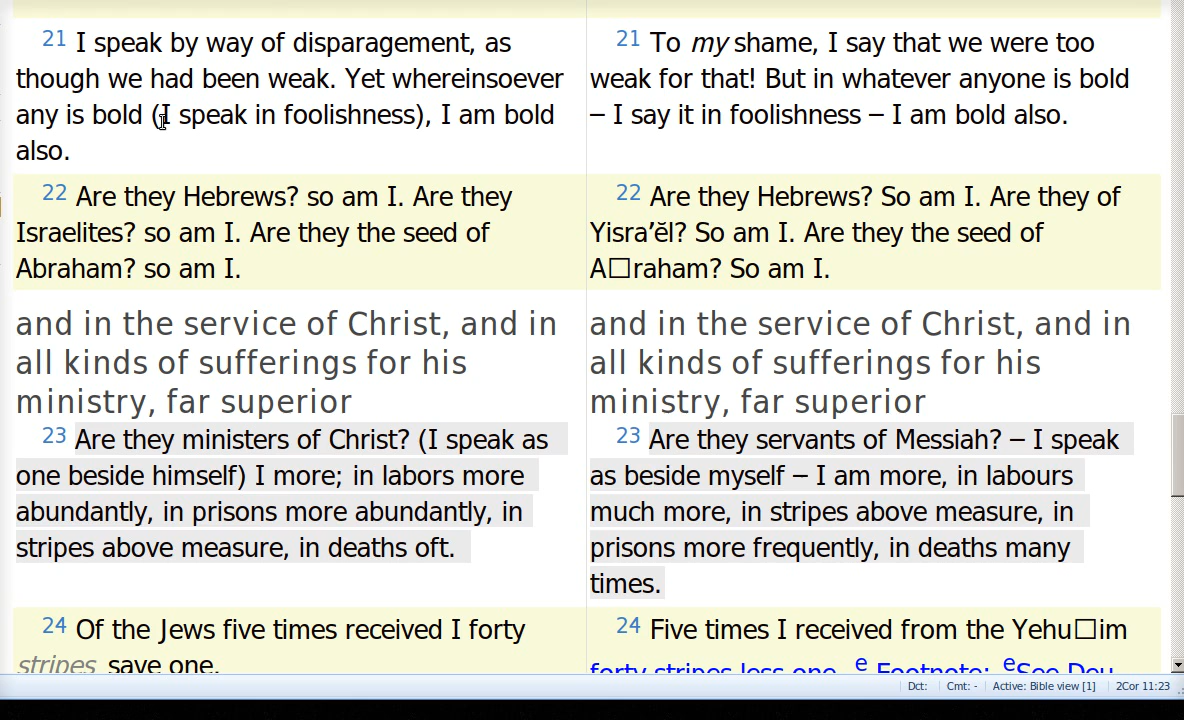 21 I speak by way of disparagement, as
though we had been weak. Yet whereinsoever
any is bold (I speak in foolishness), I am bold
also.
22 Are they Hebrews? so am I. Are they
Israelites? so am I. Are they the seed of
Abraham? so am I.
and in the service of Christ, and in
all kinds of sufferings for his
ministry, far superior
23 Are they ministers of Christ? (I speak as
one beside himself) I more; in labors more
abundantly, in prisons more abundantly, in
stripes above measure, in deaths oft.
24 Of the Jews five times received I forty
stripes save one.
21 To my shame, I say that we were too
weak for that! But in whatever anyone is bold
– I say it in foolishness – I am bold also.
22 Are they Hebrews? So am I. Are they of
Yisra’ĕl? So am I. Are they the seed of
A□raham? So am I.
and in the service of Christ, and in
all kinds of sufferings for his
ministry, far superior
23 Are they servants of Messiah? – I speak
as beside myself – I am more, in labours
much more, in stripes above measure, in
prisons more frequently, in deaths many
times.
24 Five times I received from the Yehu□im
forty stripes less one. e Footnote: eSee Deu.
Dct: Cmt: - Active: Bible view [1] 2Cor 11:23